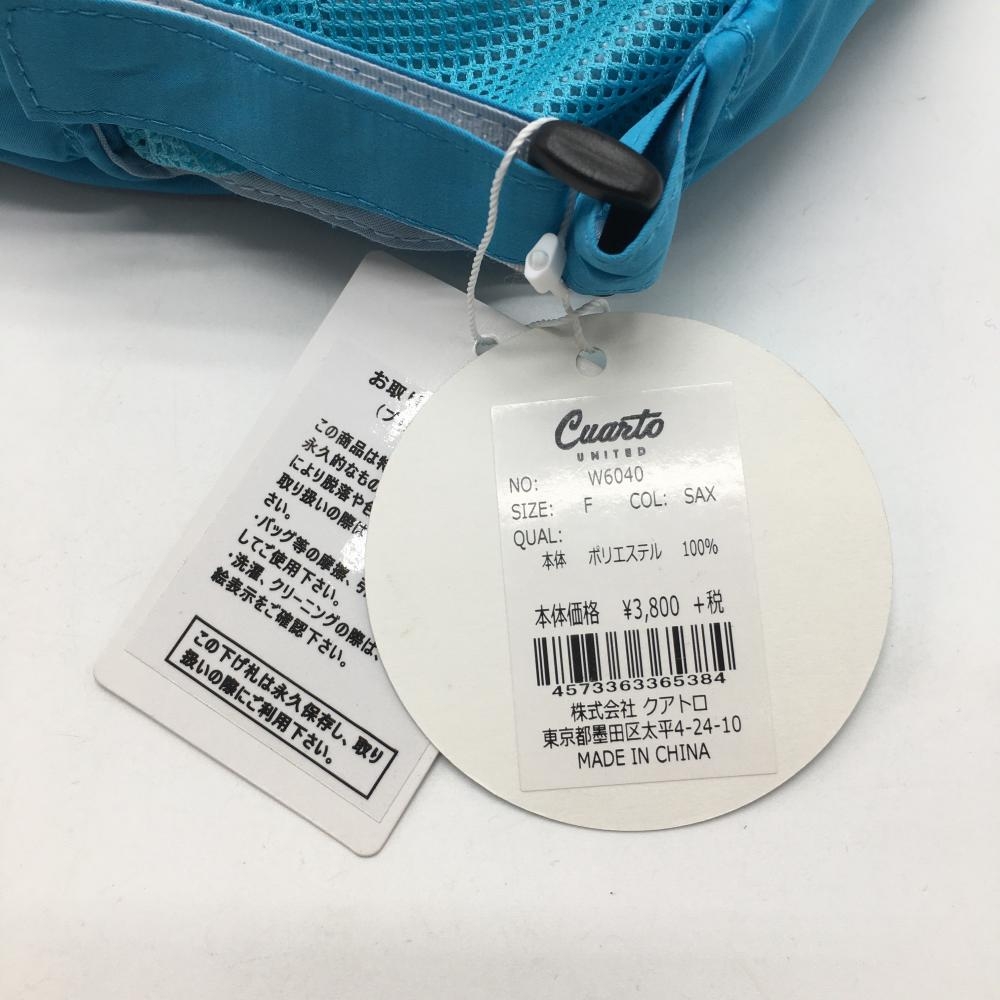 Cuarto
UNITED
NO: W6040
SIZE: F COL: SAX
QUAL:
本体 ポリエステル 100%
本体価格 ¥3,800 +税
4573363365384
株式会社 クアトロ
東京都墨田区太平4-24-10
MADE IN CHINA
お取り
(プ
この商品は特
永久的なもの
により脱落や色
取り扱いの際は
さい。
・バッグ等の摩擦、
してご使用下さい。
・洗濯、クリーニングの際は、
絵表示をご確認下さい。
この下げ札は永久保存し、取り
扱いの際にご利用下さい。